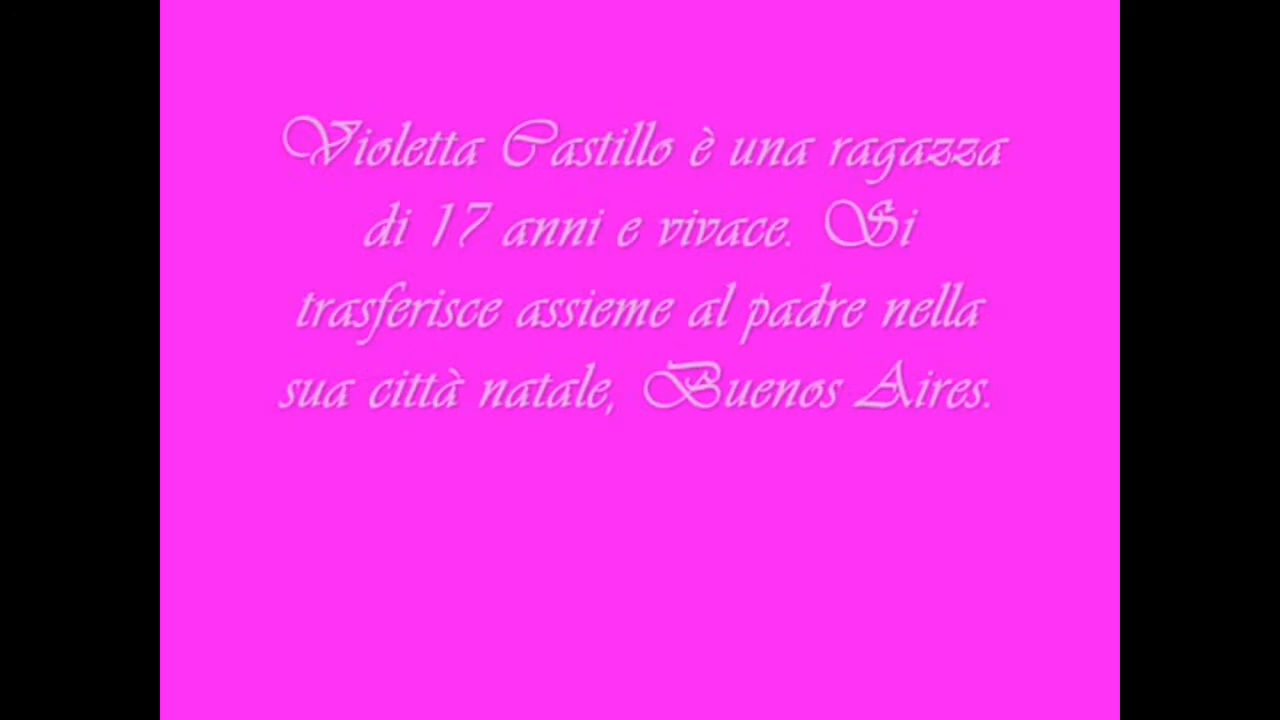 Violetta Castillo è una ragazza
di 17 anni e vivace. Si
trasferisce assieme al padre nella
sua città natale, Buenos Aires.